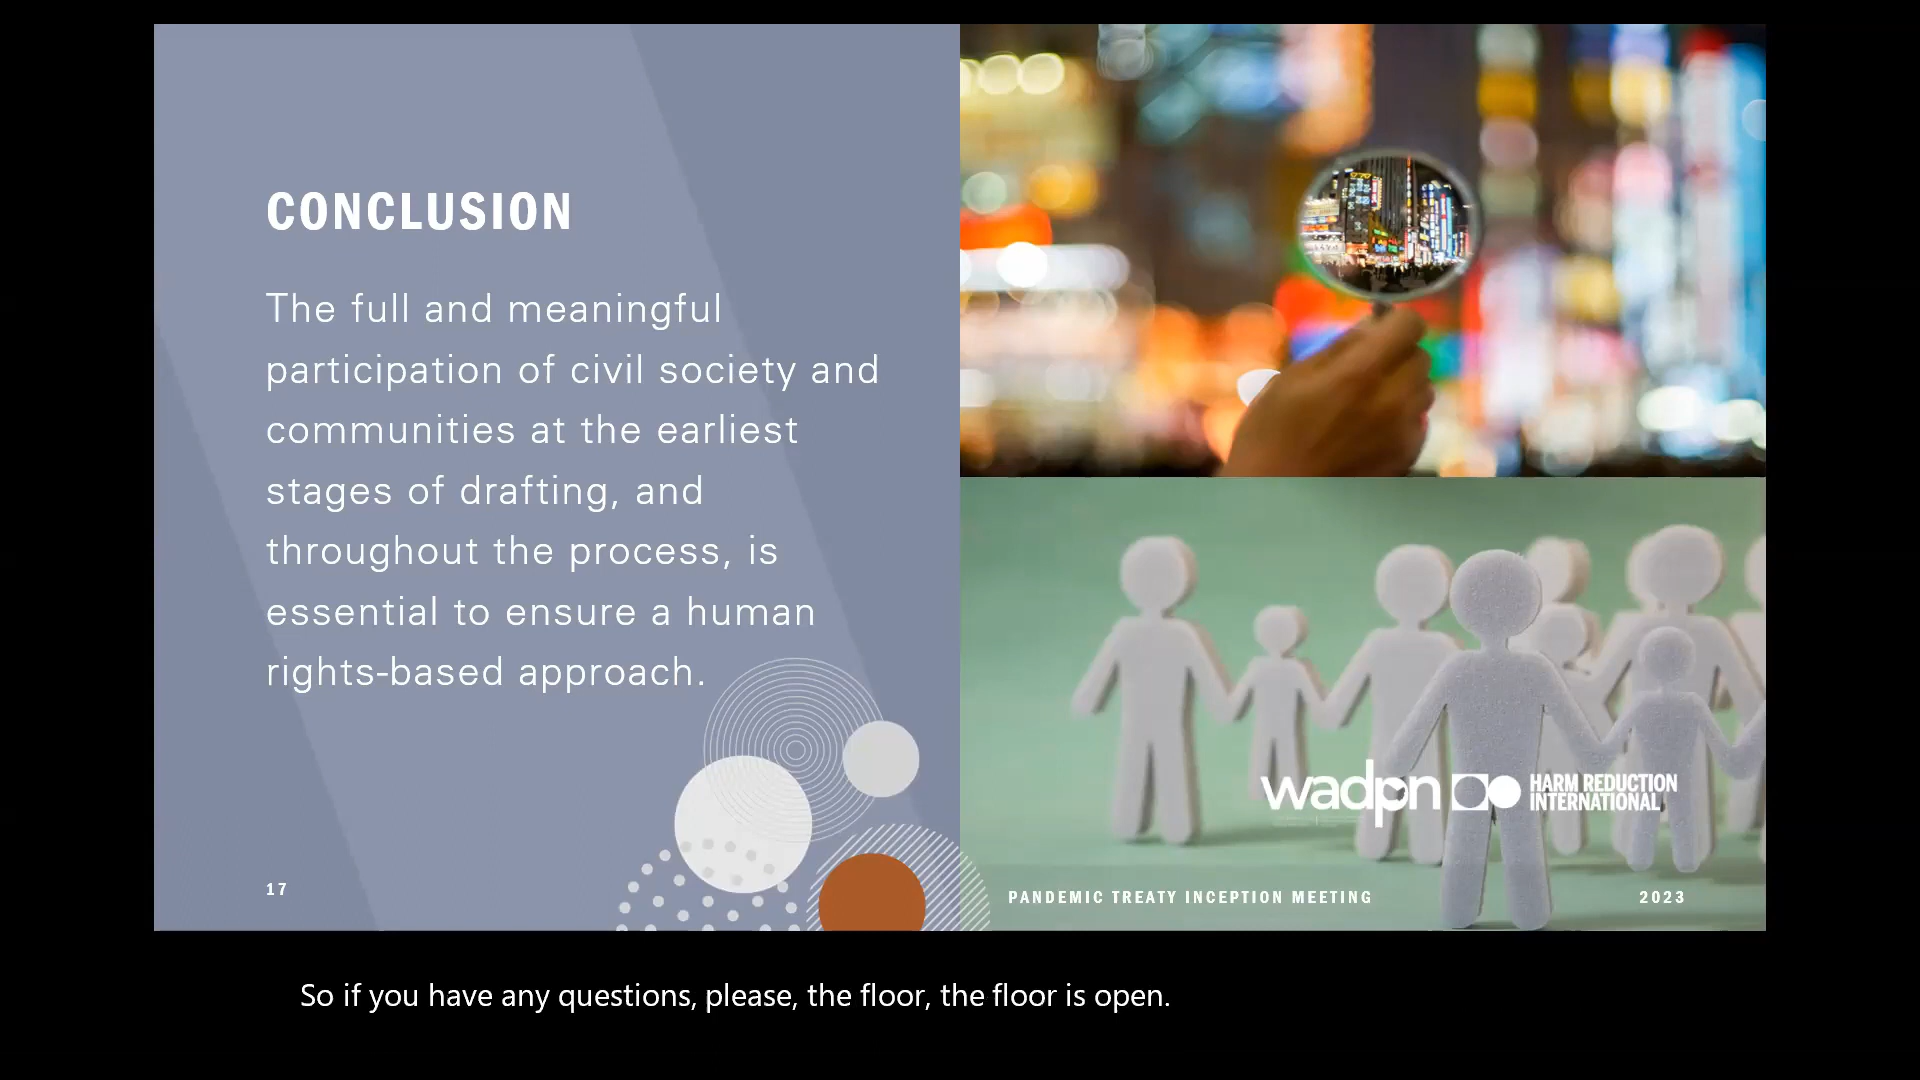 CONCLUSION
The full and meaningful
participation of civil society and
communities at the earliest
stages of drafting, and
throughout the process, is
essential to ensure a human
rights-based approach.
17
wadpn
HARM REDUCTION
INTERNATIONAL
PANDEMIC TREATY INCEPTION MEETING
2023
So if you have any questions, please, the floor, the floor is open.